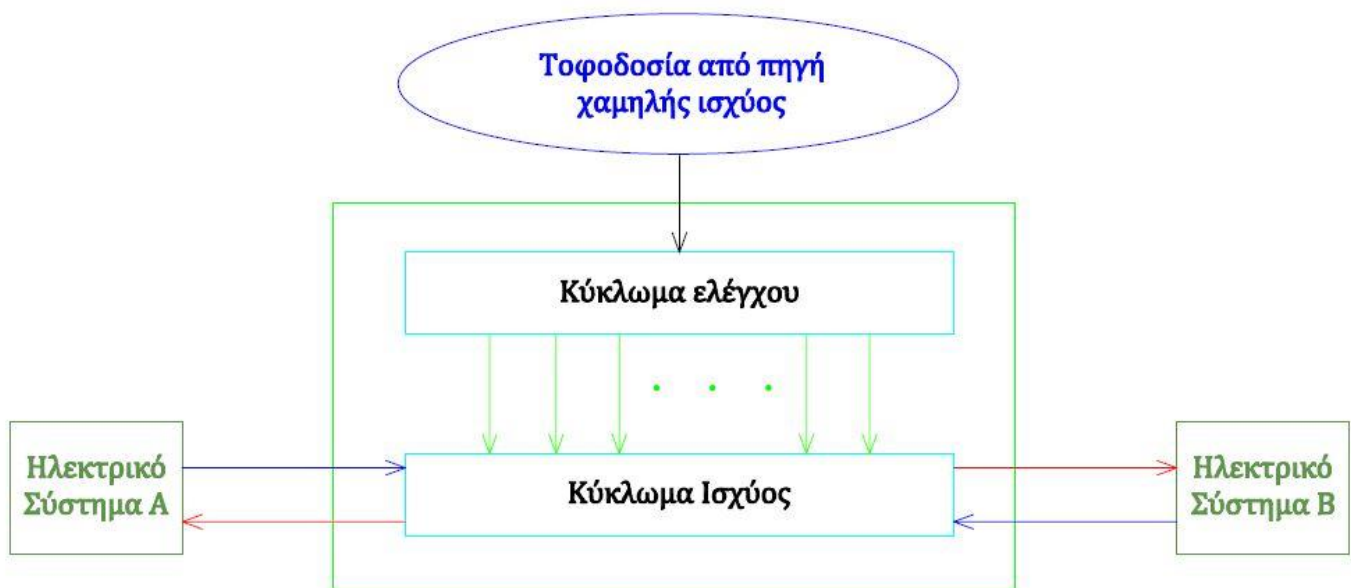 Τοφοδοσία από πηγή
χαμηλής ισχύος
Κύκλωμα ελέγχου
Ηλεκτρικό
Σύστημα Α
Κύκλωμα Ισχύος
Ηλεκτρικό
Σύστημα Β